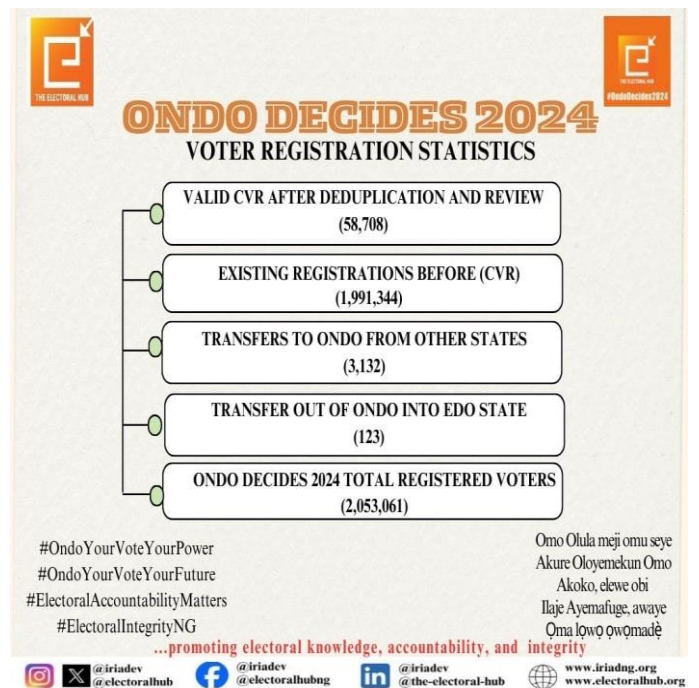 THE ELECTORAL HUB
#OndoDecides2024
ONDO DECIDES 2024
VOTER REGISTRATION STATISTICS
VALID CVR AFTER DEDUPLICATION AND REVIEW
(58,708)
EXISTING REGISTRATIONS BEFORE (CVR)
(1,991,344)
TRANSFERS TO ONDO FROM OTHER STATES
(3,132)
TRANSFER OUT OF ONDO INTO EDO STATE
(123)
ONDO DECIDES 2024 TOTAL REGISTERED VOTERS
(2,053,061)
#OndoYourVoteYourPower
#OndoYourVoteYourFuture
#ElectoralAccountabilityMatters
#ElectoralIntegrityNG
Omo Olula meji omu seye
Akure Oloyemekun Omo
Akoko, elewe obi
Ilaje Ayemafuge, awaye
Ọma lọwọ ọwọmadẹ̀
...promoting electoral knowledge, accountability, and integrity
@iriadev
@electoralhub
@iriadev
@electoralhubng
@iriadev
@the-electoral-hub
www.iriadng.org
www.electoralhub.org